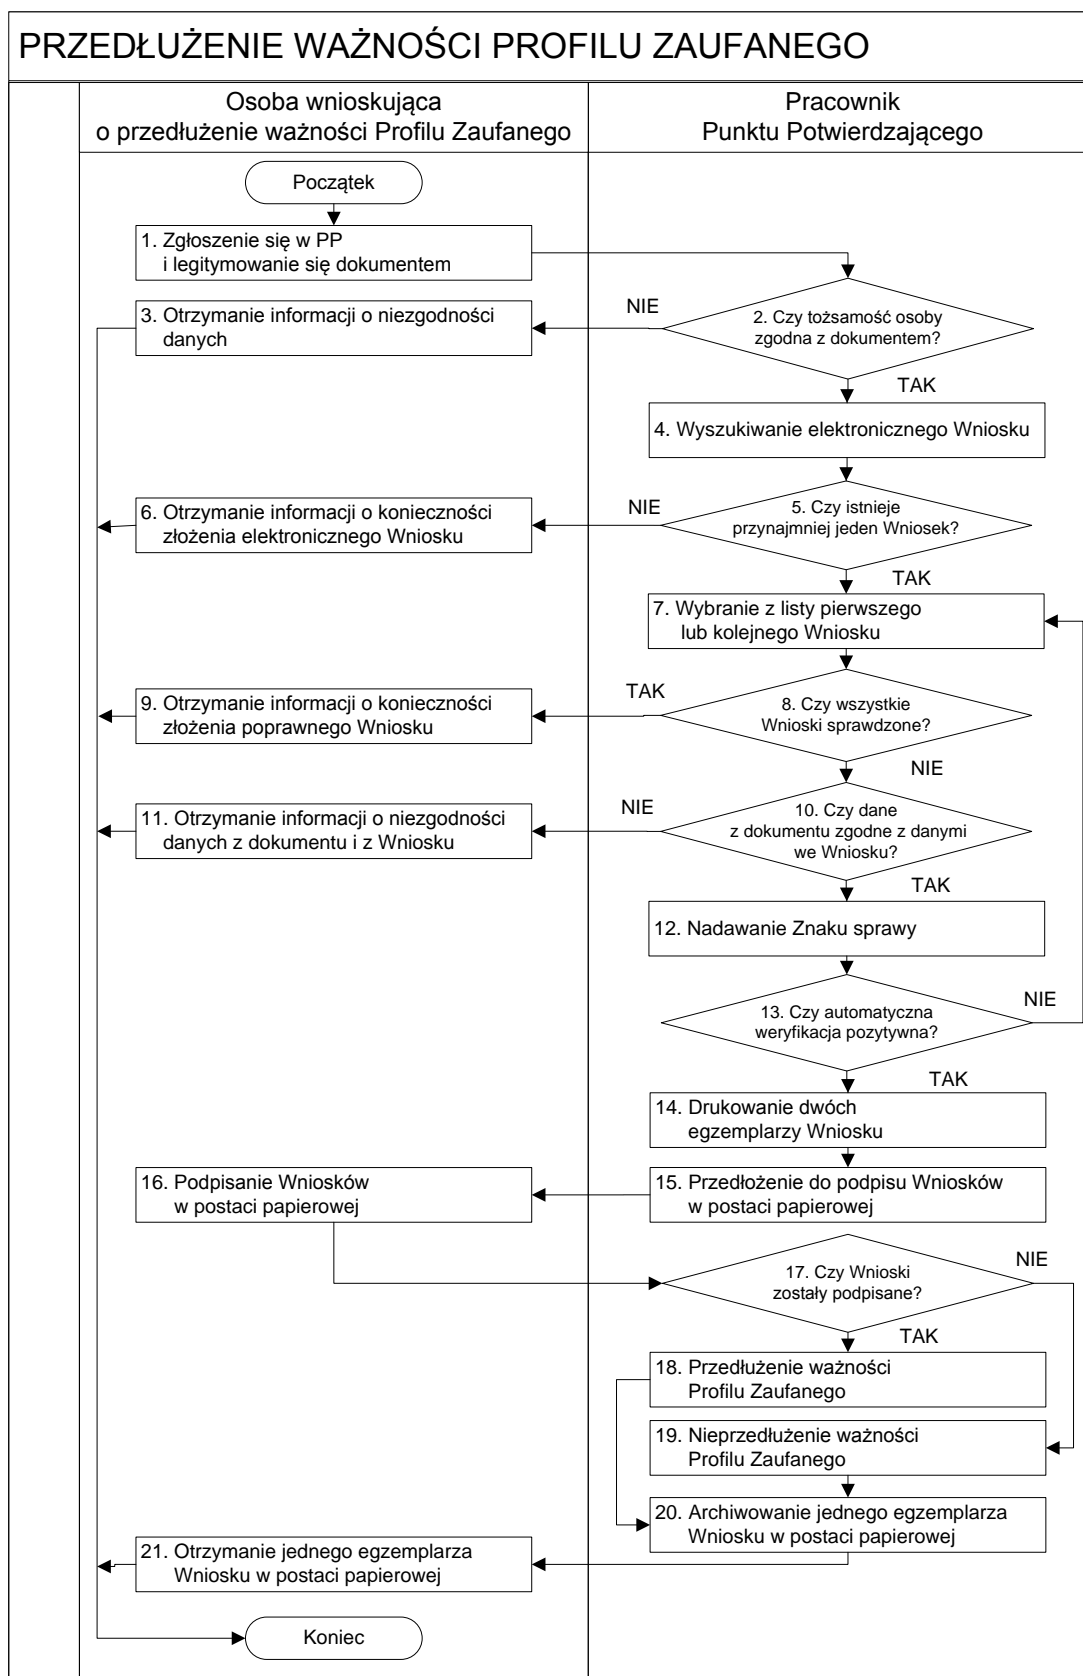 PRZEDŁUŻENIE WAŻNOŚCI PROFILU ZAUFANEGO
Osoba wnioskująca
o przedłużenie ważności Profilu Zaufanego
Pracownik
Punktu Potwierdzającego
Początek
1. Zgłoszenie się w PP
i legitymowanie się dokumentem
2. Czy tożsamość osoby
zgodna z dokumentem?
NIE
3. Otrzymanie informacji o niezgodności
danych
TAK
4. Wyszukiwanie elektronicznego Wniosku
5. Czy istnieje
przynajmniej jeden Wniosek?
NIE
6. Otrzymanie informacji o konieczności
złożenia elektronicznego Wniosku
TAK
7. Wybranie z listy pierwszego
lub kolejnego Wniosku
8. Czy wszystkie
Wnioski sprawdzone?
TAK
9. Otrzymanie informacji o konieczności
złożenia poprawnego Wniosku
NIE
10. Czy dane
z dokumentu zgodne z danymi
we Wniosku?
NIE
11. Otrzymanie informacji o niezgodności
danych z dokumentu i z Wniosku
TAK
12. Nadawanie Znaku sprawy
13. Czy automatyczna
weryfikacja pozytywna?
NIE
TAK
14. Drukowanie dwóch
egzemplarzy Wniosku
15. Przedłożenie do podpisu Wniosków
w postaci papierowej
16. Podpisanie Wniosków
w postaci papierowej
17. Czy Wnioski
zostały podpisane?
NIE
TAK
18. Przedłużenie ważności
Profilu Zaufanego
19. Nieprzedłużenie ważności
Profilu Zaufanego
20. Archiwowanie jednego egzemplarza
Wniosku w postaci papierowej
21. Otrzymanie jednego egzemplarza
Wniosku w postaci papierowej
Koniec